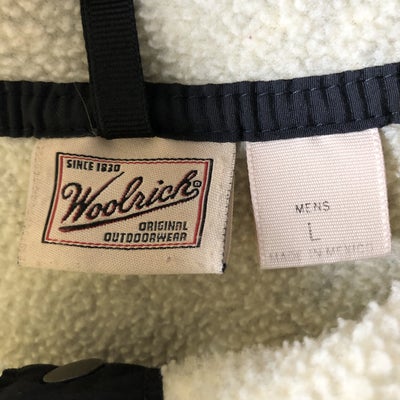 SINCE 1830
Woolrich®
ORIGINAL
OUTDOORWEAR
MENS
L
MADE IN MEXICO